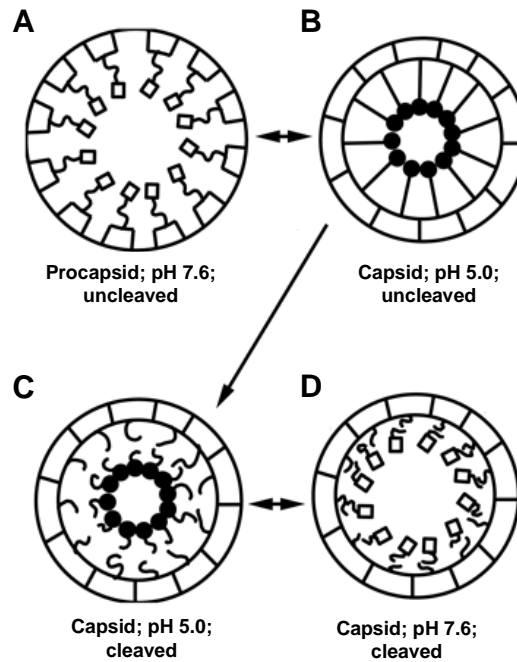 A
B
Procapsid; pH 7.6;
uncleaved
Capsid; pH 5.0;
uncleaved
C
D
Capsid; pH 5.0;
cleaved
Capsid; pH 7.6;
cleaved